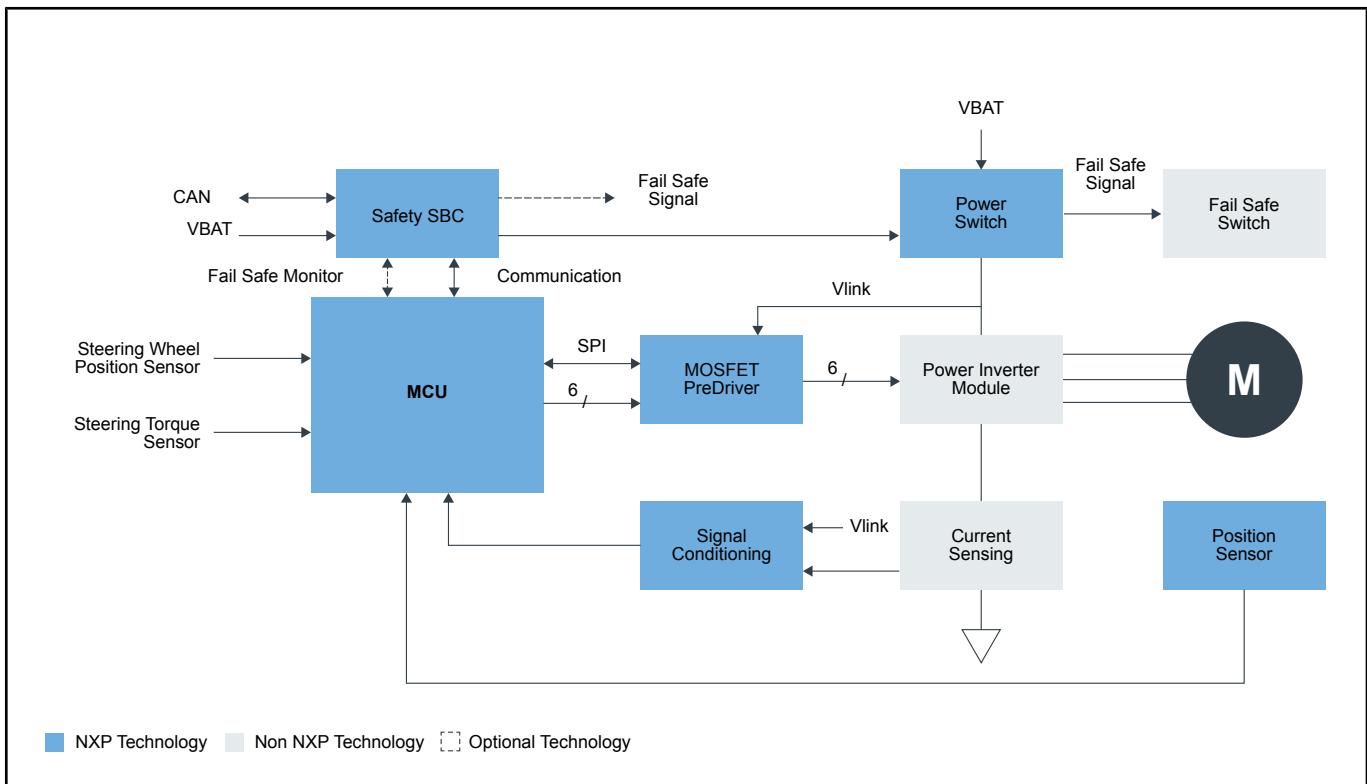 VBAT
Fail Safe
Signal
Fail Safe
Signal
CAN
VBAT
Safety SBC
Power
Switch
Fail Safe
Switch
Fail Safe Monitor
Communication
Vlink
Steering Wheel
Position Sensor
Steering Torque
Sensor
MCU
SPI
6
MOSFET
PreDriver
6
Power Inverter
Module
M
Signal
Conditioning
Vlink
Current
Sensing
Position
Sensor
NXP Technology
Non NXP Technology
Optional Technology